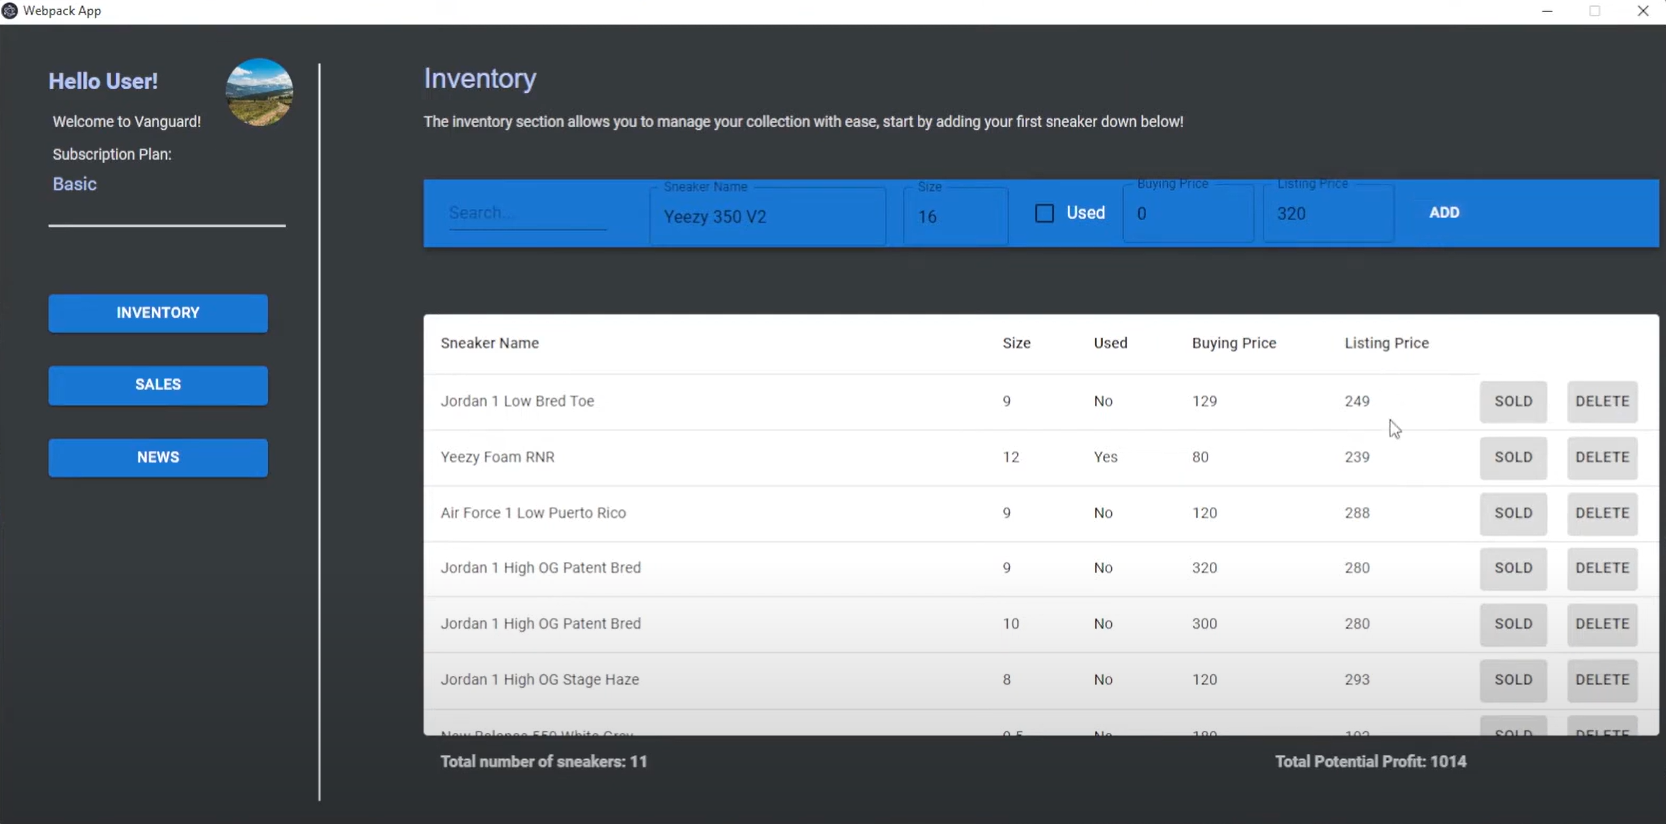 Webpack App
Hello User!
Welcome to Vanguard!
Subscription Plan:
Basic
INVENTORY
SALES
NEWS
Inventory
The inventory section allows you to manage your collection with ease, start by adding your first sneaker down below!
Search... Sneaker Name Yeezy 350 V2 Size 16 Used Buying Price 0 Listing Price 320 ADD
Sneaker Name Size Used Buying Price Listing Price
Jordan 1 Low Bred Toe 9 No 129 249 SOLD DELETE
Yeezy Foam RNR 12 Yes 80 239 SOLD DELETE
Air Force 1 Low Puerto Rico 9 No 120 288 SOLD DELETE
Jordan 1 High OG Patent Bred 9 No 320 280 SOLD DELETE
Jordan 1 High OG Patent Bred 10 No 300 280 SOLD DELETE
Jordan 1 High OG Stage Haze 8 No 120 293 SOLD DELETE
New Balance 550 White Grey No SOLD DELETE
Total number of sneakers: 11 Total Potential Profit: 1014